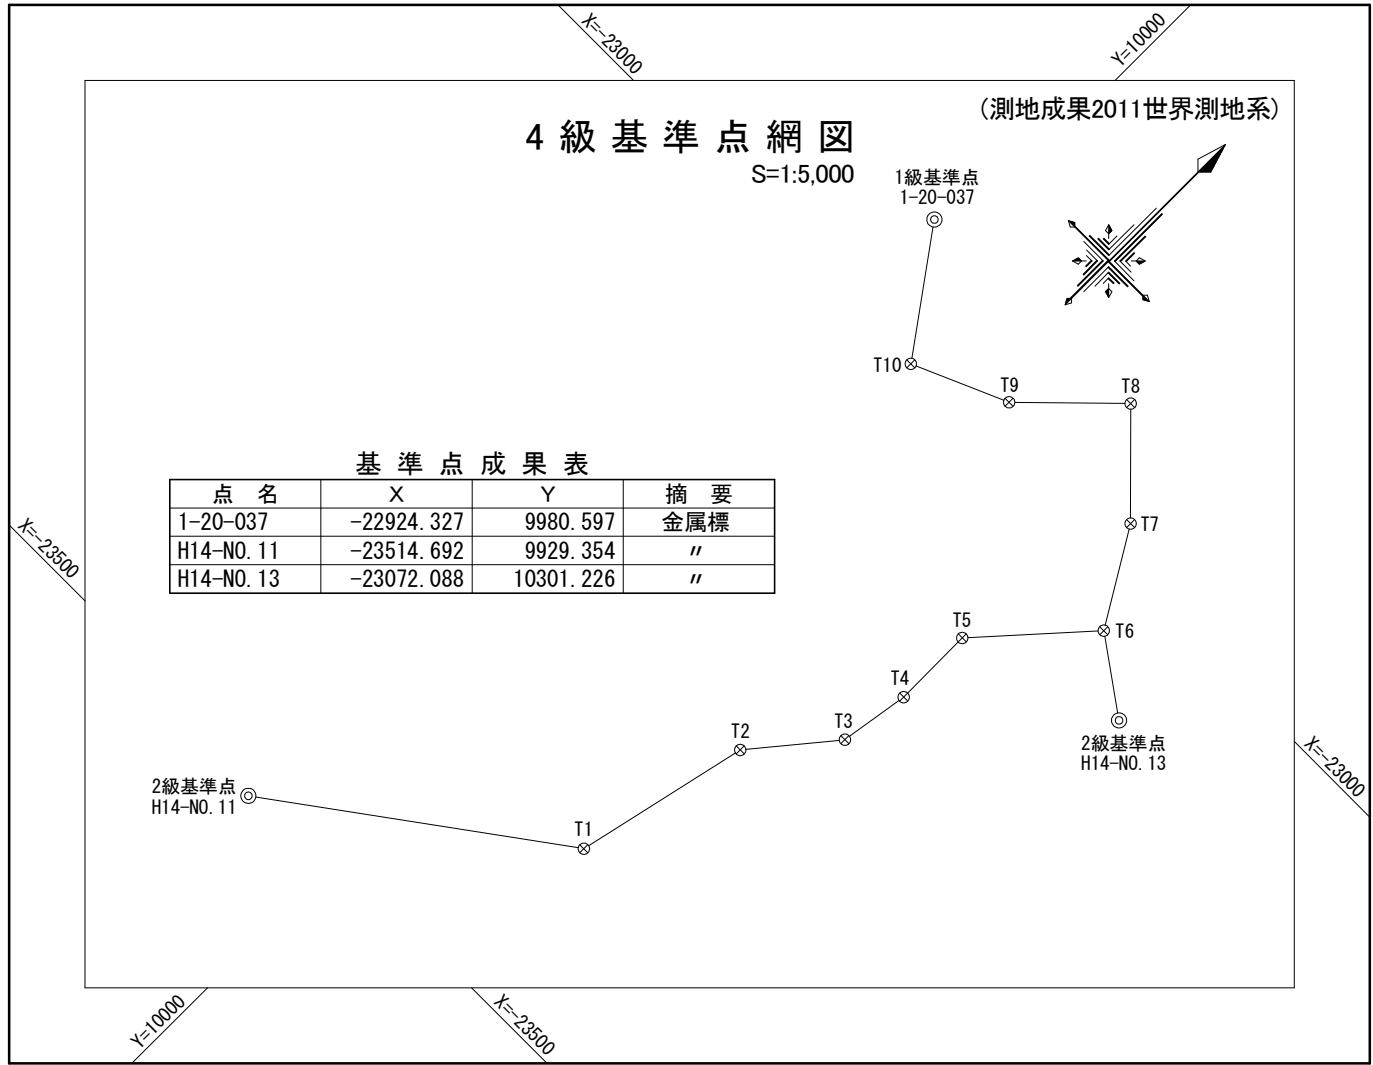 X=-23000
Y=10000
(測地成果2011世界測地系)
4級基準点網図
S=1:5,000
1級基準点
1-20-037
T10
T9
T8
基準点成果表
点名 X Y 摘要
1-20-037 -22924.327 9980.597 金属標
H14-NO.11 -23514.692 9929.354 〃
H14-NO.13 -23072.088 10301.226 〃
X=-23500
T7
T5
T6
T4
T3
T2
2級基準点
H14-NO.13
X=-23000
2級基準点
H14-NO.11
T1
Y=10000
X=-23500